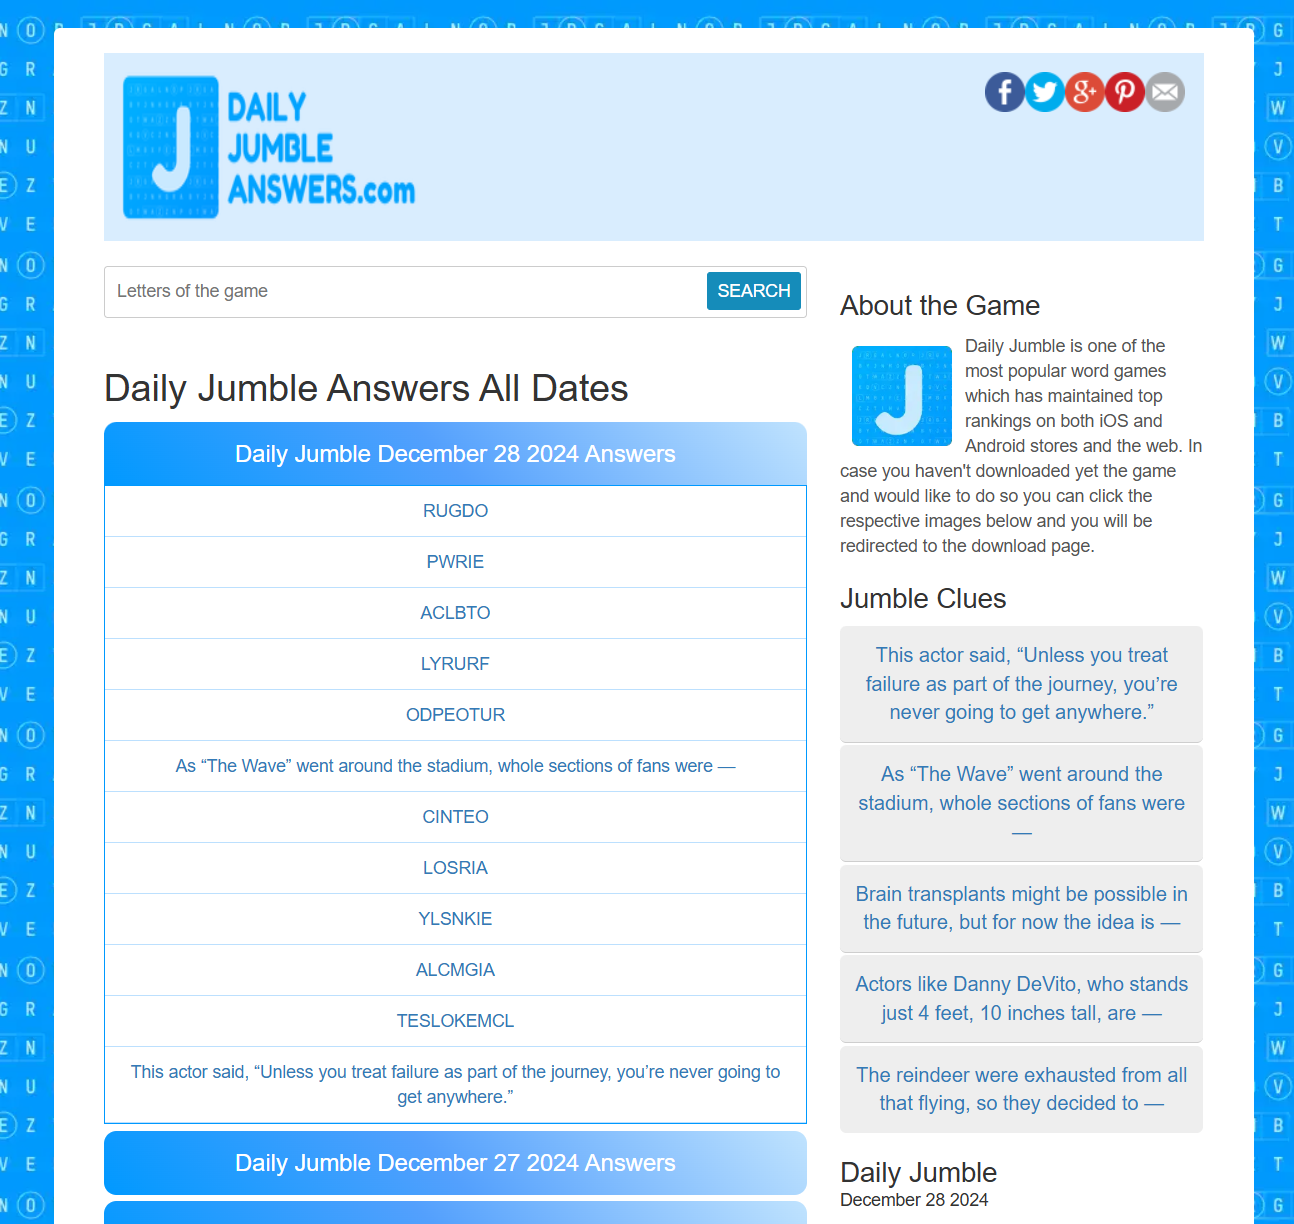 DAILY
JUMBLE
ANSWERS.com
Letters of the game
SEARCH
Daily Jumble Answers All Dates
Daily Jumble December 28 2024 Answers
RUGDO
PWRIE
ACLBTO
LYRURF
ODPEOTUR
As “The Wave” went around the stadium, whole sections of fans were —
CINTEO
LOSRIA
YLSNKIE
ALCMGIA
TESLOKEMCL
This actor said, “Unless you treat failure as part of the journey, you’re never going to
get anywhere.”
Daily Jumble December 27 2024 Answers
About the Game
Daily Jumble is one of the
most popular word games
which has maintained top
rankings on both iOS and
Android stores and the web. In
case you haven't downloaded yet the game
and would like to do so you can click the
respective images below and you will be
redirected to the download page.
Jumble Clues
This actor said, “Unless you treat
failure as part of the journey, you’re
never going to get anywhere.”
As “The Wave” went around the
stadium, whole sections of fans were
—
Brain transplants might be possible in
the future, but for now the idea is —
Actors like Danny DeVito, who stands
just 4 feet, 10 inches tall, are —
The reindeer were exhausted from all
that flying, so they decided to —
Daily Jumble
December 28 2024